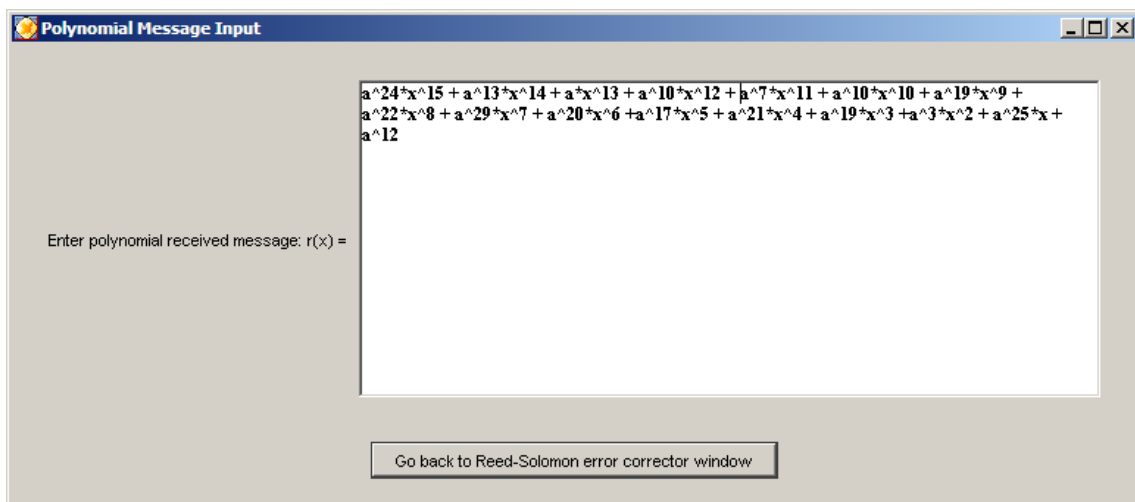 Polynomial Message Input
a^24*x^15 + a^13*x^14 + a*x^13 + a^10*x^12 + a^7*x^11 + a^10*x^10 + a^19*x^9 +
a^22*x^8 + a^29*x^7 + a^20*x^6 +a^17*x^5 + a^21*x^4 + a^19*x^3 +a^3*x^2 + a^25*x +
a^12
Enter polynomial received message: r(x) =
Go back to Reed-Solomon error corrector window